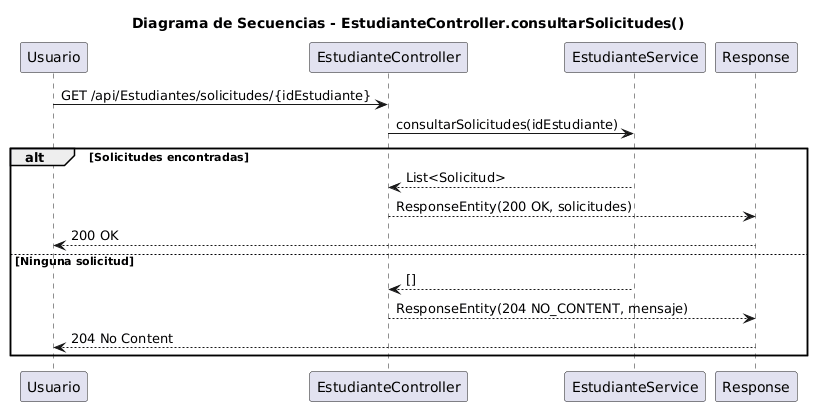 Diagrama de Secuencias - EstudianteController.consultarSolicitudes()
Usuario EstudianteController EstudianteService Response
GET /api/Estudiantes/solicitudes/{idEstudiante}
consultarSolicitudes(idEstudiante)
alt [Solicitudes encontradas]
List<Solicitud>
ResponseEntity(200 OK, solicitudes)
200 OK
[Ninguna solicitud]
[]
ResponseEntity(204 NO_CONTENT, mensaje)
204 No Content
Usuario EstudianteController EstudianteService Response